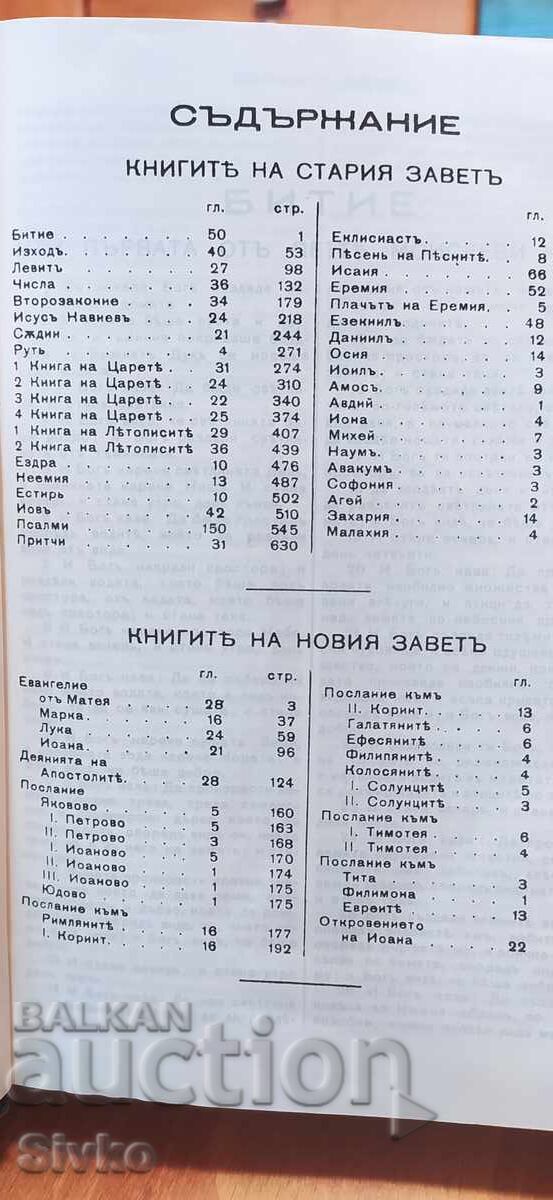 СЪДЪРЖАНИЕ
КНИГИТѢ НА СТАРИЯ ЗАВЕТЪ
гл. стр.
Битие 50 1
Изходъ. 40 53
Левитъ 27 98
Числа 36 132
Второзаконие 34 179
Исусъ Навиевъ 24 218
Сѫдии 21 244
Руть 4 271
1 Книга на Царетѣ 31 274
2 Книга на Царетѣ 24 310
3 Книга на Царетѣ 22 340
4 Книга на Царетѣ 25 374
1 Книга на Лѣтописитѣ 29 407
2 Книга на Лѣтописитѣ 36 439
Ездра 10 476
Неемия 13 487
Естирь 10 502
Иовъ 42 510
Псалми 150 545
Притчи 31 630
гл.
Еклисиастъ 12
Пѣсень на Пѣснитѣ. 8
Исаия 66
Еремия 52
Плачътъ на Еремия. 5
Езекиилъ 48
Даниилъ 12
Осия 14
Иоилъ 3
Амосъ 9
Авдий 1
Иона 4
Михей 7
Наумъ 3
Авакумъ 3
Софония 3
Агей 2
Захария 14
Малахия 4
КНИГИТѢ НА НОВИЯ ЗАВЕТЪ
гл. стр.
Евангелие
отъ Матея 28 3
Марка 16 37
Лука 24 59
Иоана 21 96
Деянията на
Апостолитѣ. 28 124
Послание
Яковово 5 160
I. Петрово 5 163
II. Петрово 3 168
I. Иоаново 5 170
II. Иоаново 1 174
III. Иоаново 1 175
Юдово 1 175
Послание къмъ
Римлянитѣ 16 177
I. Коринт. 16 192
гл.
Послание къмъ
II. Коринт. 13
Галатянитѣ 6
Ефесянитѣ 6
Филипянитѣ 4
Колосянитѣ 4
I. Солунцитѣ 5
II. Солунцитѣ 3
Послание къмъ
I. Тимотея 6
II. Тимотея 4
Послание къмъ
Тита 3
Филимона 1
Евреитѣ 13
Откровението
на Иоана 22
BALKAN
auction
Sivko